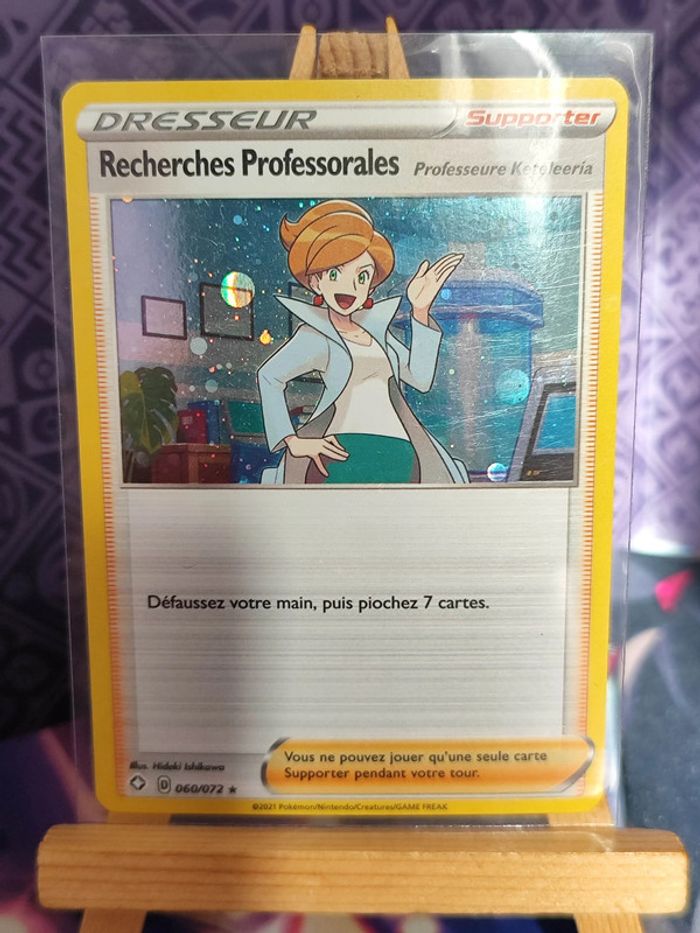 DRESSEUR
Supporter
Recherches Professorales
Professeure Keteleeria
Défaussez votre main, puis piochez 7 cartes.
Illus. Hideki Ishikawa
D 060/072 ★
Vous ne pouvez jouer qu'une seule carte
Supporter pendant votre tour.
©2021 Pokémon/Nintendo/Creatures/GAME FREAK